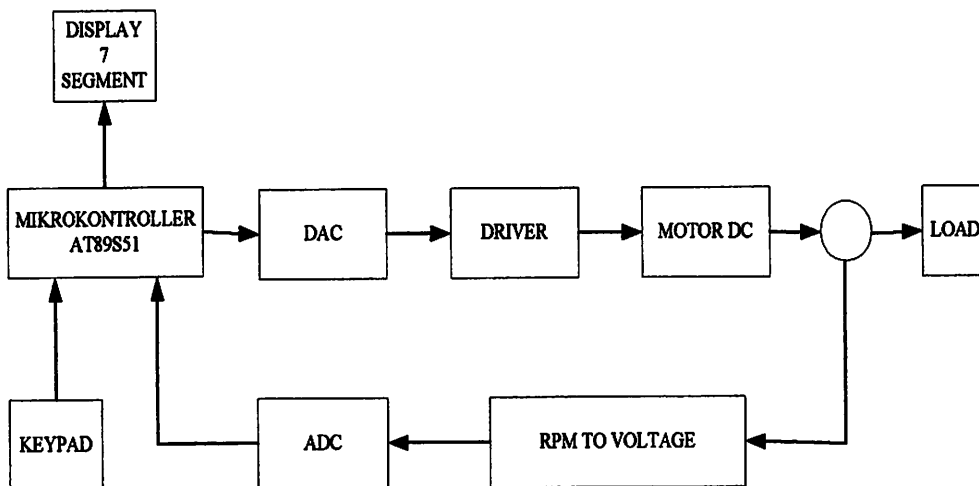 DISPLAY
7
SEGMENT
MIKROKONTROLLER
AT89S51
DAC
DRIVER
MOTOR DC
LOAD
KEYPAD
ADC
RPM TO VOLTAGE